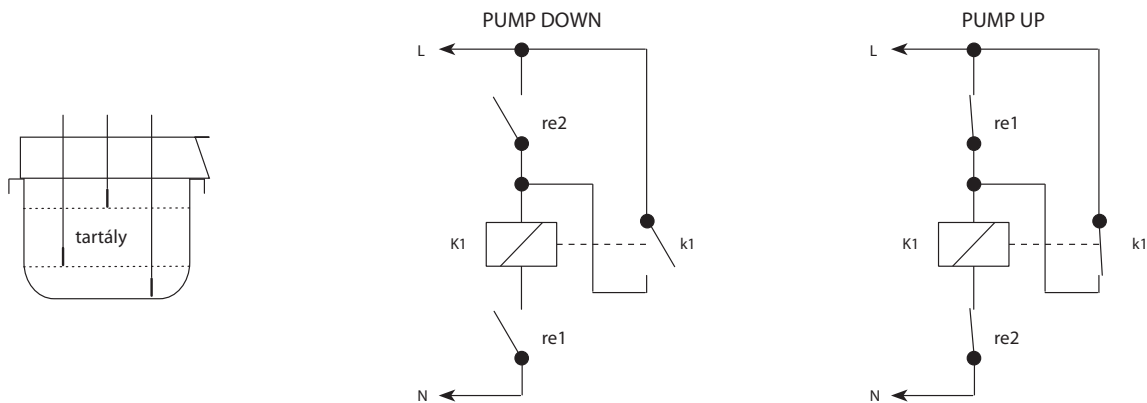 PUMP DOWN
L
re2
K1
k1
re1
N
PUMP UP
L
re1
K1
k1
re2
N
tartály